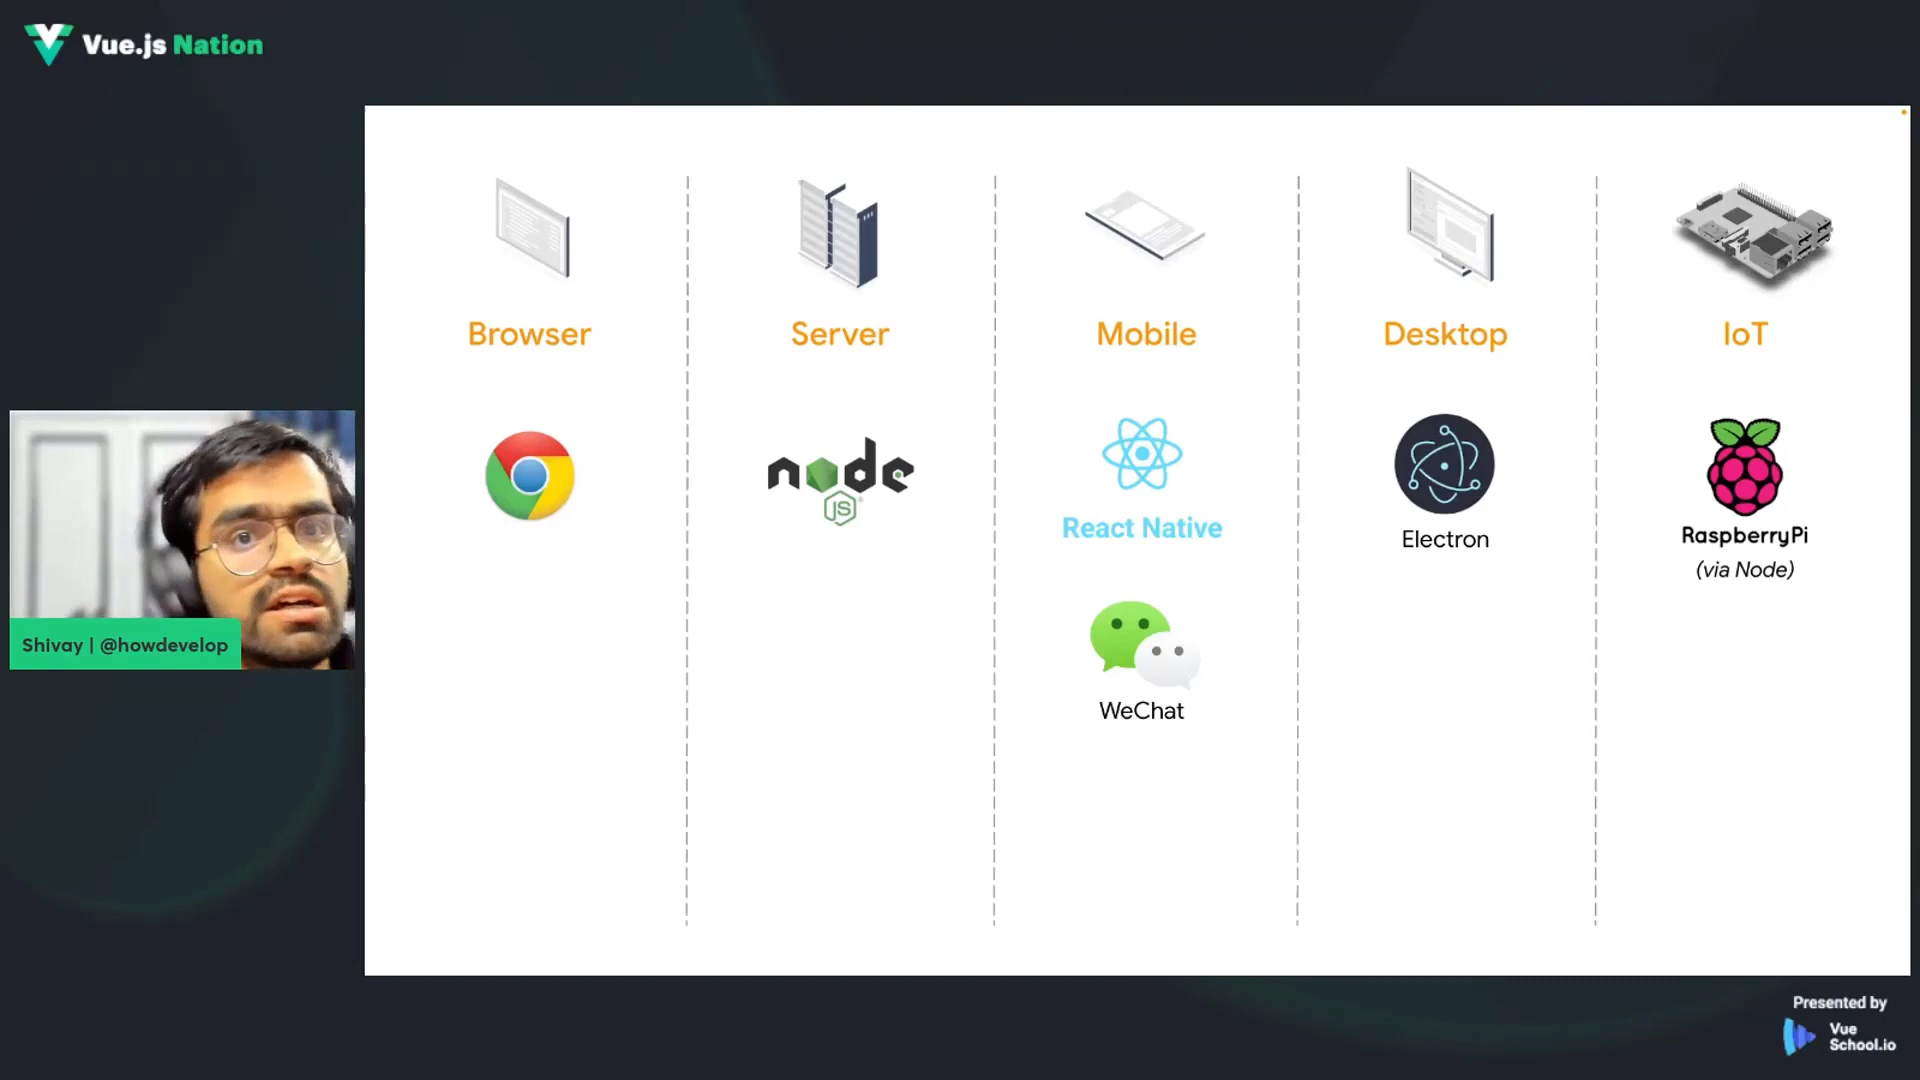 Vue.js Nation
Browser
Server
Mobile
Desktop
IoT
node
JS
React Native
Electron
RaspberryPi
(via Node)
WeChat
Shivay | @howdevelop
Presented by
Vue
School.io